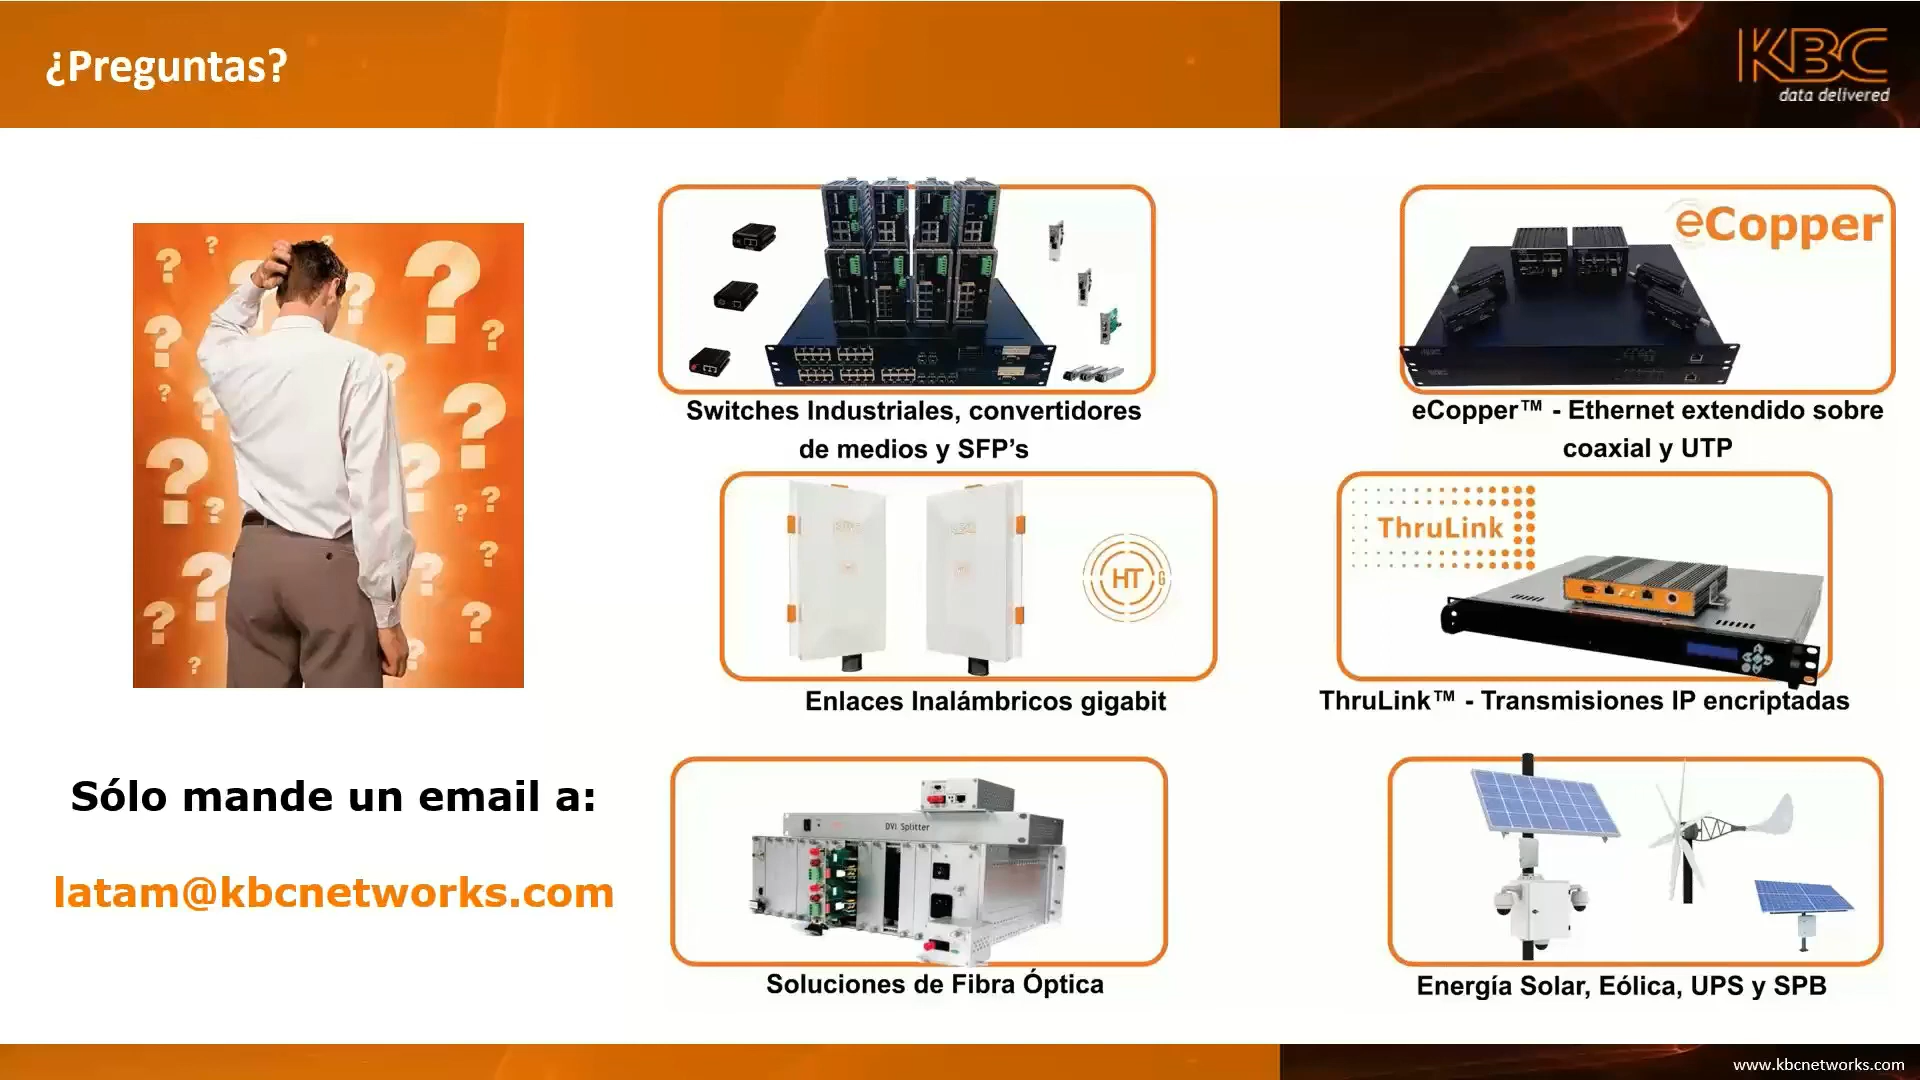 ¿Preguntas?
KBC
data delivered
Sólo mande un email a:
latam@kbcnetworks.com
Switches Industriales, convertidores
de medios y SFP’s
eCopper
eCopper™ - Ethernet extendido sobre
coaxial y UTP
HT G
Enlaces Inalámbricos gigabit
ThruLink
ThruLink™ - Transmisiones IP encriptadas
DVI Splitter
Soluciones de Fibra Óptica
Energía Solar, Eólica, UPS y SPB
www.kbcnetworks.com